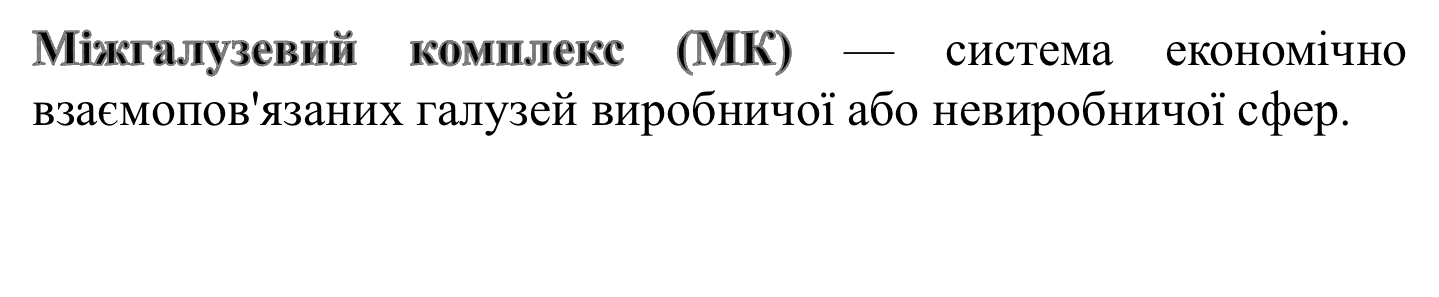 Міжгалузевий комплекс (МК) — система економічно
взаємопов'язаних галузей виробничої або невиробничої сфер.